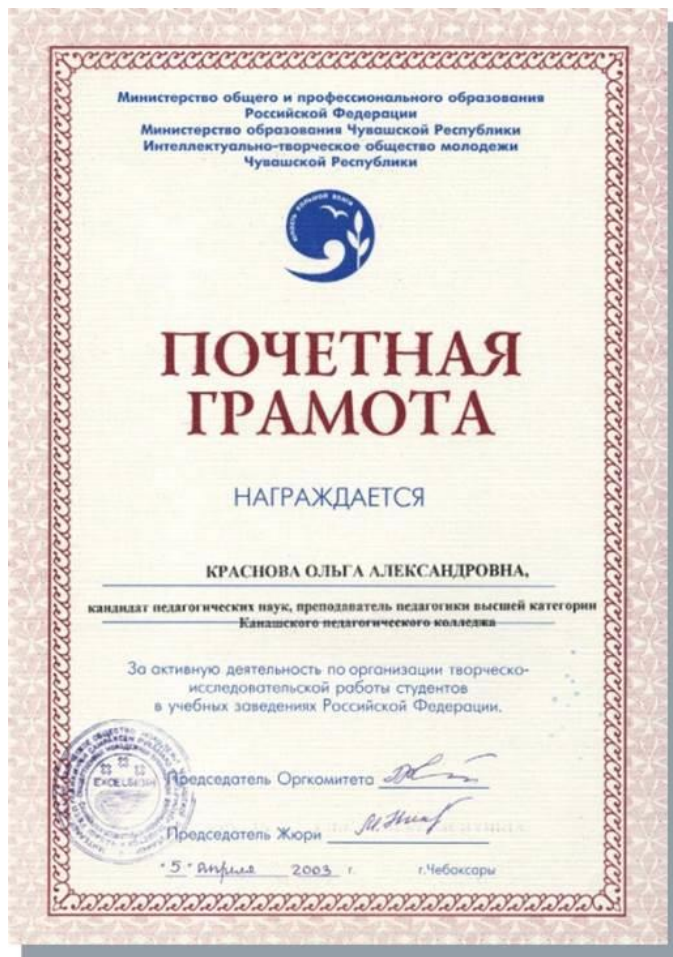 Министерство общего и профессионального образования
Российской Федерации
Министерство образования Чувашской Республики
Интеллектуально-творческое общество молодежи
Чувашской Республики
ПОЧЕТНАЯ
ГРАМОТА
НАГРАЖДАЕТСЯ
КРАСНОВА ОЛЬГА АЛЕКСАНДРОВНА,
кандидат педагогических наук, преподаватель педагогики высшей категории
Канашского педагогического колледжа
За активную деятельность по организации творческо-
исследовательской работы студентов
в учебных заведениях Российской Федерации.
EXCELSIOR
Председатель Оргкомитета
Председатель Жюри
"5" Апреля 2003 г. г.Чебоксары